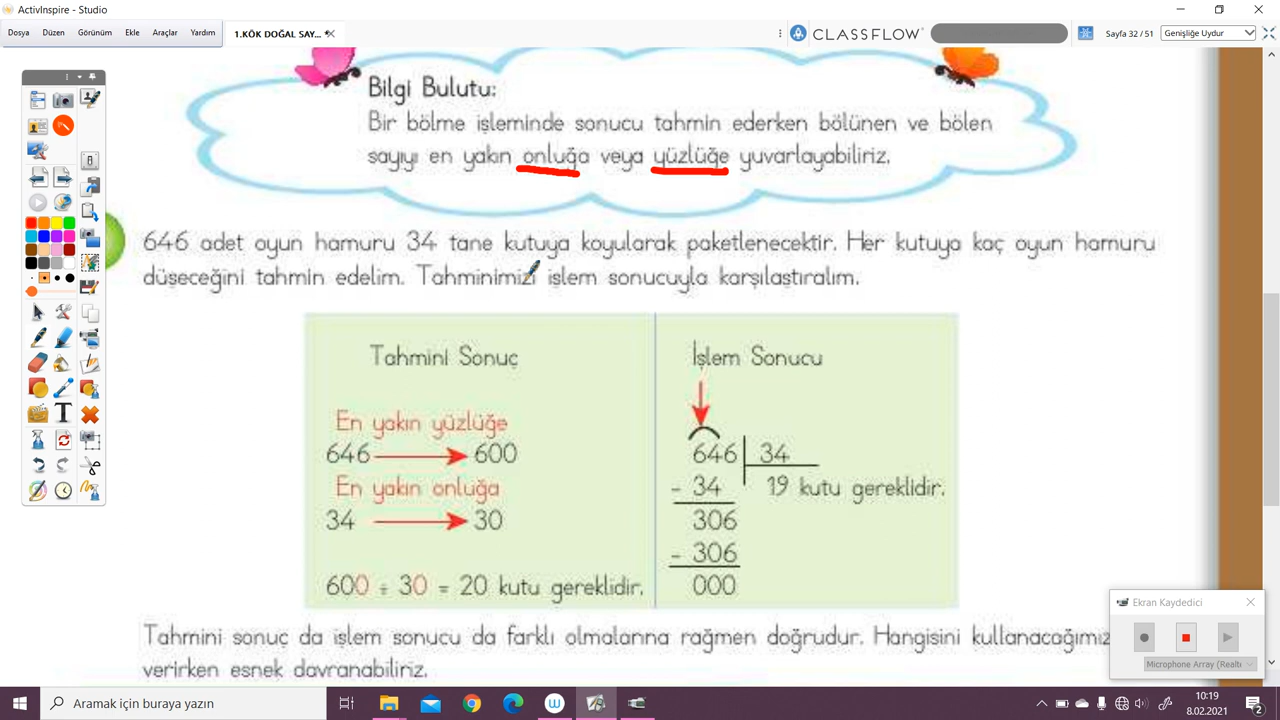 ActivInspire - Studio
Dosya Düzen Görünüm Ekle Araçlar Yardım
1.KÖK DOĞAL SAY...
CLASSFLOW
Sayfa 32 / 51
Genişliğe Uydur
Bilgi Bulutu:
Bir bölme işleminde sonucu tahmin ederken bölünen ve bölen
sayıyı en yakın onluğa veya yüzlüğe yuvarlayabiliriz.
646 adet oyun hamuru 34 tane kutuya koyularak paketlenecektir. Her kutuya kaç oyun hamuru
düşeceğini tahmin edelim. Tahminimizi işlem sonucuyla karşılaştıralım.
Tahmini Sonuç
En yakın yüzlüğe
646 600
En yakın onluğa
34 30
600 ÷ 30 = 20 kutu gereklidir.
İşlem Sonucu
646 34
- 34 19 kutu gereklidir.
306
- 306
000
Tahmini sonuç da işlem sonucu da farklı olmalarına rağmen doğrudur. Hangisini kullanacağımız
verirken esnek davranabiliriz.
Ekran Kaydedici
Microphone Array (Realte
Aramak için buraya yazın
10:19
8.02.2021
2